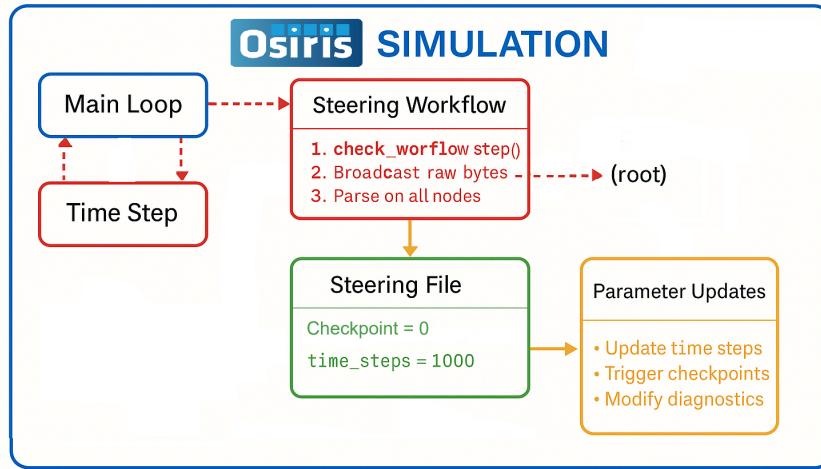 Osiris SIMULATION
Main Loop
Time Step
Steering Workflow
1. check_worflow step()
2. Broadcast raw bytes
3. Parse on all nodes
(root)
Steering File
Checkpoint = 0
time_steps = 1000
Parameter Updates
• Update time steps
• Trigger checkpoints
• Modify diagnostics